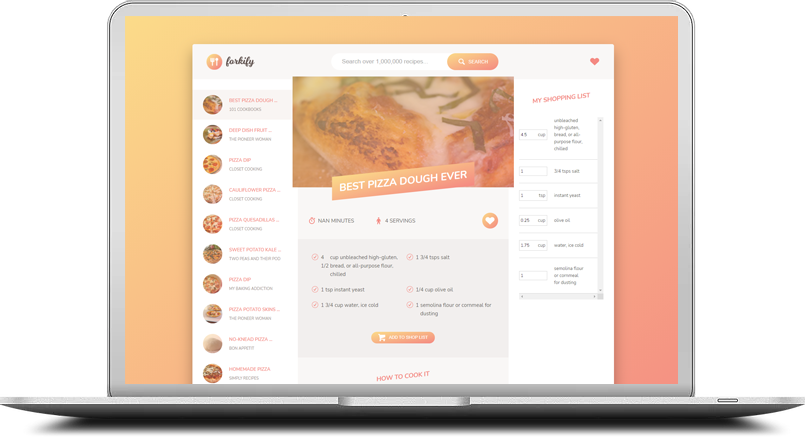 forkify
Search over 1,000,000 recipes...
SEARCH
BEST PIZZA DOUGH ...
101 COOKBOOKS
DEEP DISH FRUIT ...
THE PIONEER WOMAN
PIZZA DIP
CLOSET COOKING
CAULIFLOWER PIZZA ...
CLOSET COOKING
PIZZA QUESADILLAS ...
CLOSET COOKING
SWEET POTATO KALE ...
TWO PEAS AND THEIR POD
PIZZA DIP
MY BAKING ADDICTION
PIZZA POTATO SKINS ...
THE PIONEER WOMAN
NO-KNEAD PIZZA ...
BON APPETIT
HOMEMADE PIZZA
SIMPLY RECIPES
BEST PIZZA DOUGH EVER
NAN MINUTES
4 SERVINGS
4 cup unbleached high-gluten,
1/2 bread, or all-purpose flour,
chilled
1 3/4 tsps salt
1 tsp instant yeast
1/4 cup olive oil
1 3/4 cup water, ice cold
1 semolina flour or cornmeal for
dusting
ADD TO SHOP LIST
HOW TO COOK IT
MY SHOPPING LIST
unbleached
high-gluten,
bread, or all-
4.5 cup
purpose flour,
chilled
1 3/4 tsps salt
1 tsp instant yeast
0.25 cup olive oil
1.75 cup water, ice cold
semolina flour
1 or cornmeal
for dusting